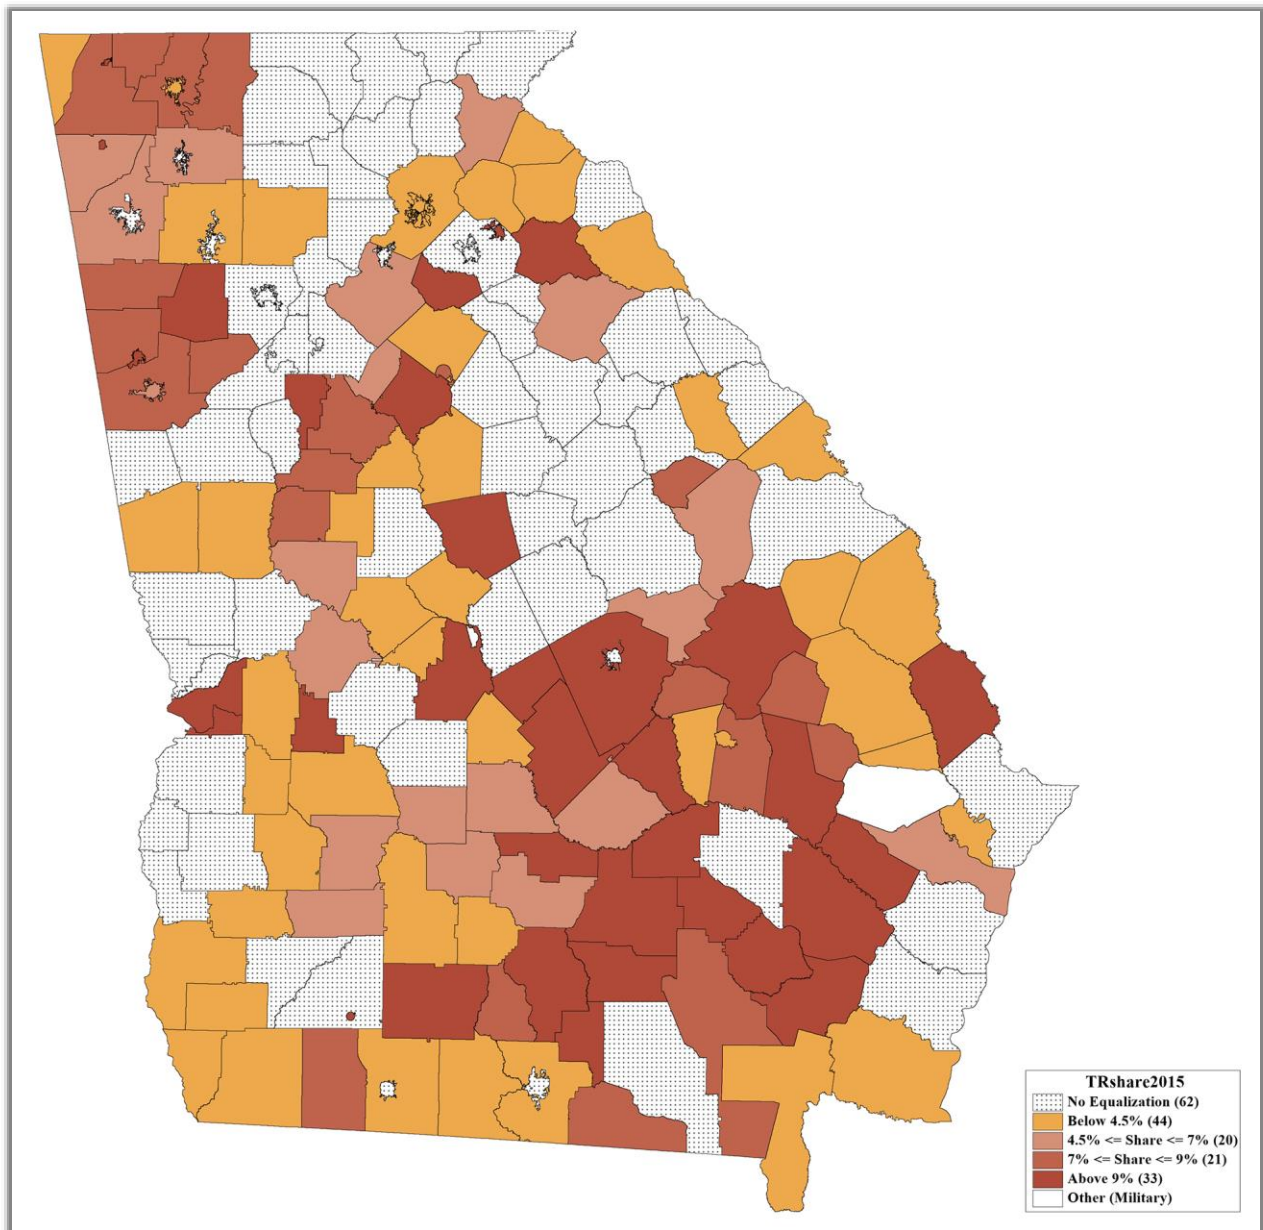 TRshare2015
No Equalization (62)
Below 4.5% (44)
4.5% <= Share <= 7% (20)
7% <= Share <= 9% (21)
Above 9% (33)
Other (Military)